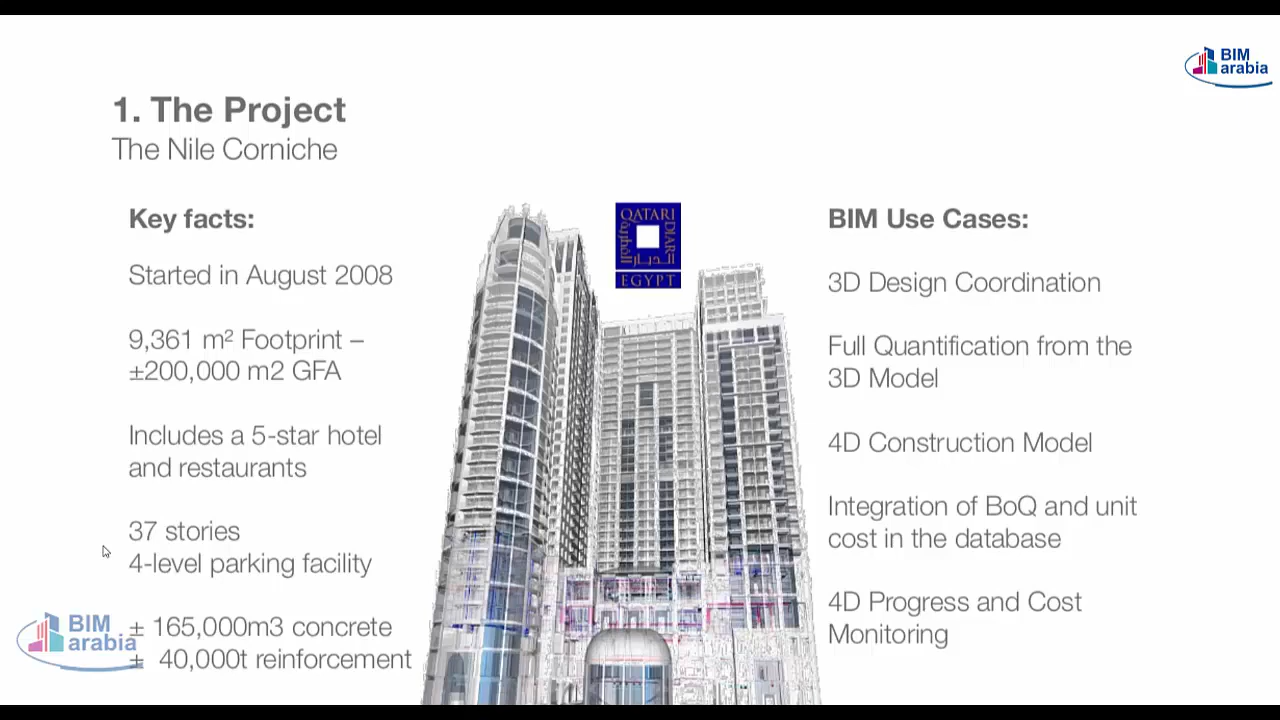 BIM
arabia
1. The Project
The Nile Corniche
Key facts:
Started in August 2008
9,361 m² Footprint –
±200,000 m2 GFA
Includes a 5-star hotel
and restaurants
37 stories
4-level parking facility
± 165,000m3 concrete
± 40,000t reinforcement
BIM
arabia
QATARI
DIAR
الديار
القطرية
EGYPT
BIM Use Cases:
3D Design Coordination
Full Quantification from the
3D Model
4D Construction Model
Integration of BoQ and unit
cost in the database
4D Progress and Cost
Monitoring